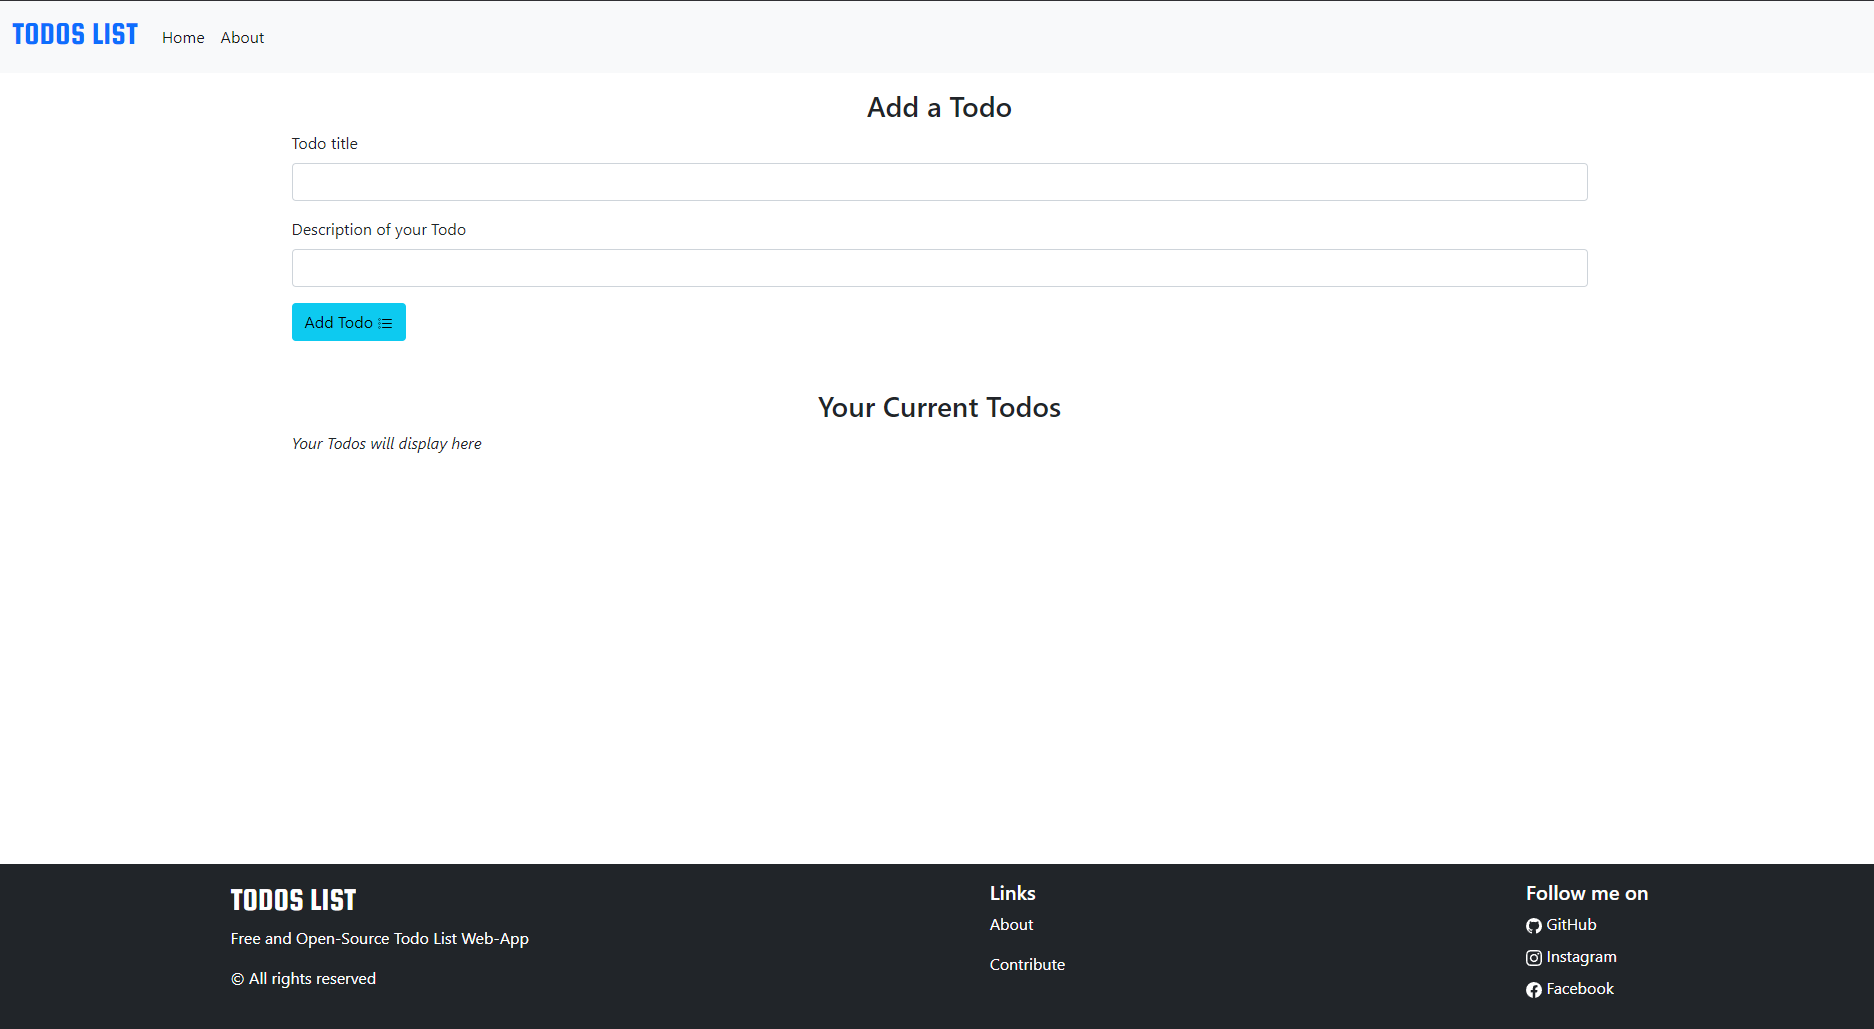 TODOS LIST Home About
Add a Todo
Todo title
Description of your Todo
Add Todo
Your Current Todos
Your Todos will display here
TODOS LIST
Free and Open-Source Todo List Web-App
© All rights reserved
Links
About
Contribute
Follow me on
GitHub
Instagram
Facebook